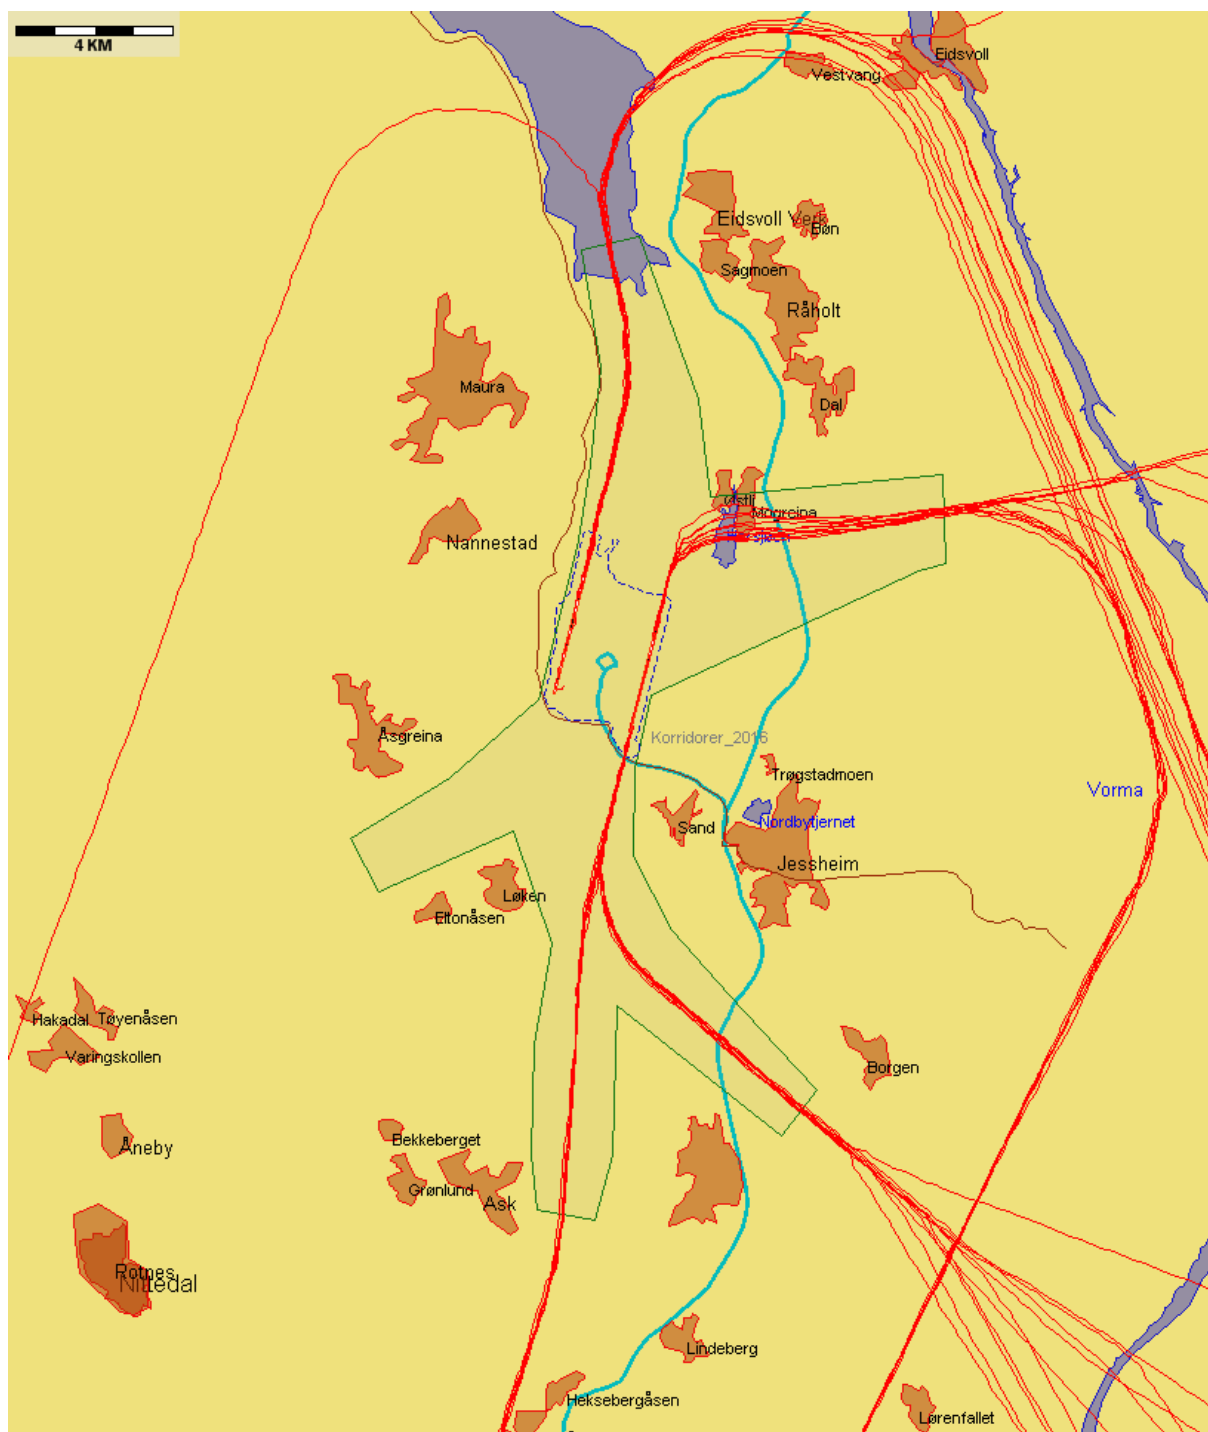 4 KM
Eidsvoll
Vestvang
Eidsvoll Verk
Bøn
Sagmoen
Råholt
Maura
Dal
Mogreina
Nannestad
Korridorer_2016
Åsgreina
Trøgstadmoen
Vorma
Nordbytjernet
Sand
Jessheim
Løken
Eltonåsen
Hakadal
Tøyenåsen
Varingskollen
Borgen
Bekkeberget
Åneby
Grønlund
Ask
Rotnes
Nittedal
Lindeberg
Heksebergåsen
Lørenfallet